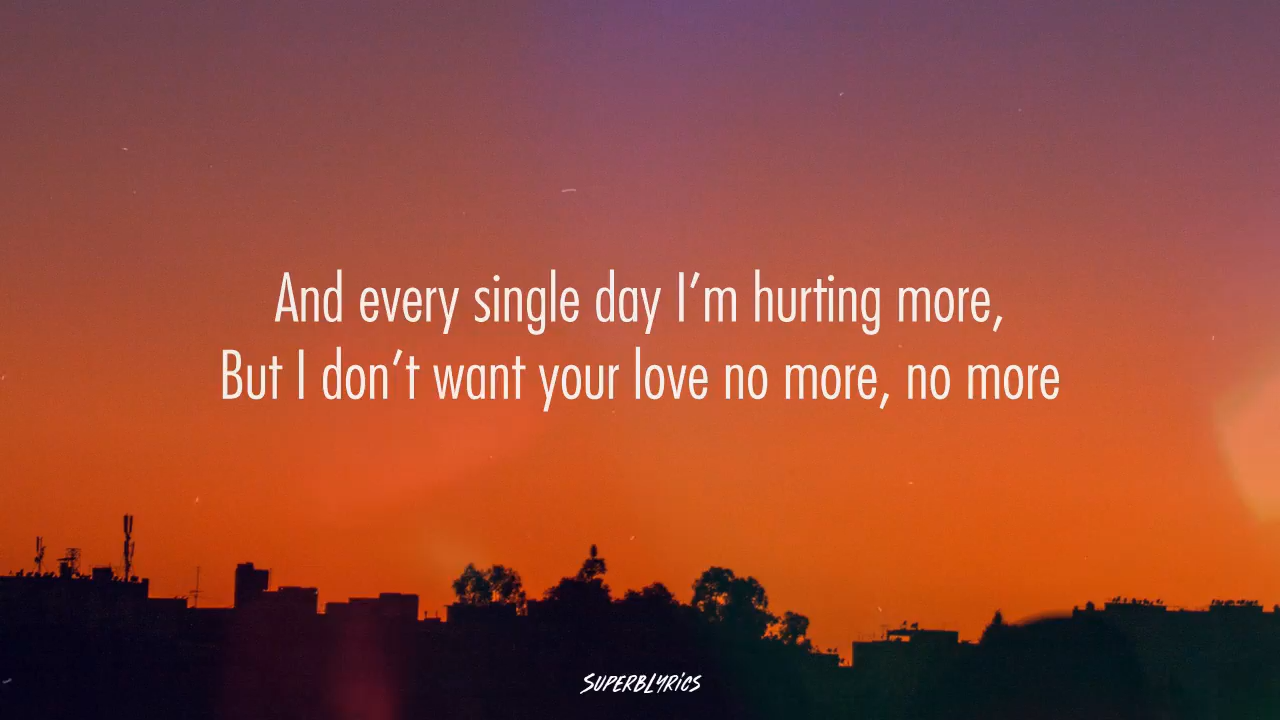 And every single day I’m hurting more,
But I don’t want your love no more, no more
SUPERBLYRICS